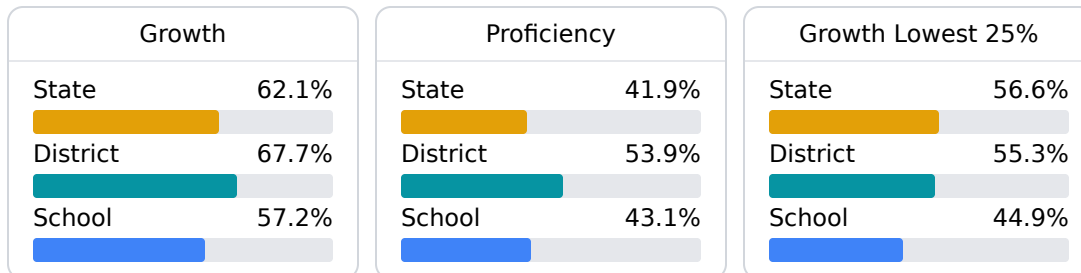 Growth
State 62.1%
District 67.7%
School 57.2%
Proficiency
State 41.9%
District 53.9%
School 43.1%
Growth Lowest 25%
State 56.6%
District 55.3%
School 44.9%